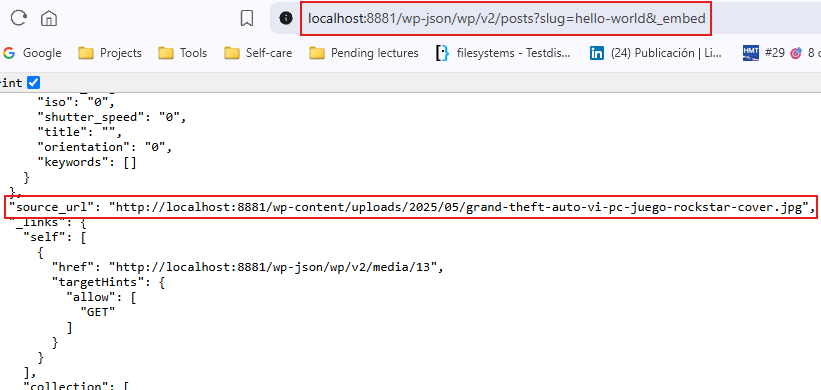 localhost:8881/wp-json/wp/v2/posts?slug=hello-world&_embed
Google Projects Tools Self-care Pending lectures filesystems - Testdis... (24) Publicación | Li... HMT #29 8
int
"iso": "0",
"shutter_speed": "0",
"title": "",
"orientation": "0",
"keywords": []
}
},
"source_url": "http://localhost:8881/wp-content/uploads/2025/05/grand-theft-auto-vi-pc-juego-rockstar-cover.jpg",
"_links": {
"self": [
{
"href": "http://localhost:8881/wp-json/wp/v2/media/13",
"targetHints": {
"allow": [
"GET"
]
}
}
],
"collection": [